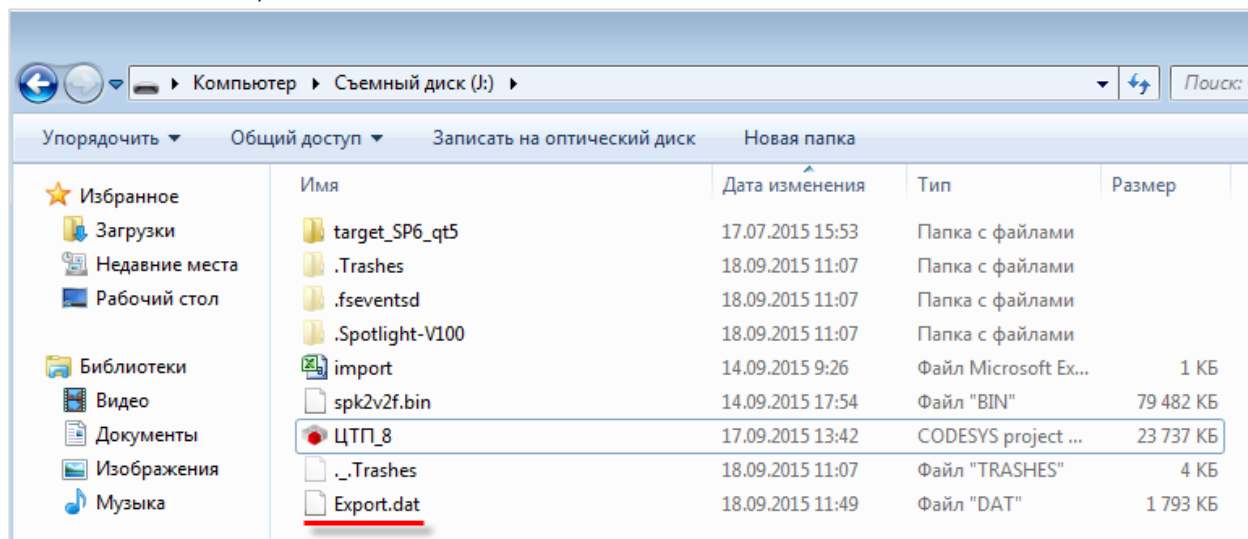 Компьютер ▸ Съемный диск (J:) ▸ Поиск:
Упорядочить Общий доступ Записать на оптический диск Новая папка
Избранное
Загрузки
Недавние места
Рабочий стол
Библиотеки
Видео
Документы
Изображения
Музыка
Имя Дата изменения Тип Размер
target_SP6_qt5 17.07.2015 15:53 Папка с файлами
.Trashes 18.09.2015 11:07 Папка с файлами
.fseventsd 18.09.2015 11:07 Папка с файлами
.Spotlight-V100 18.09.2015 11:07 Папка с файлами
import 14.09.2015 9:26 Файл Microsoft Ex... 1 КБ
spk2v2f.bin 14.09.2015 17:54 Файл "BIN" 79 482 КБ
ЦТП_8 17.09.2015 13:42 CODESYS project ... 23 737 КБ
._.Trashes 18.09.2015 11:07 Файл "TRASHES" 4 КБ
Export.dat 18.09.2015 11:49 Файл "DAT" 1 793 КБ